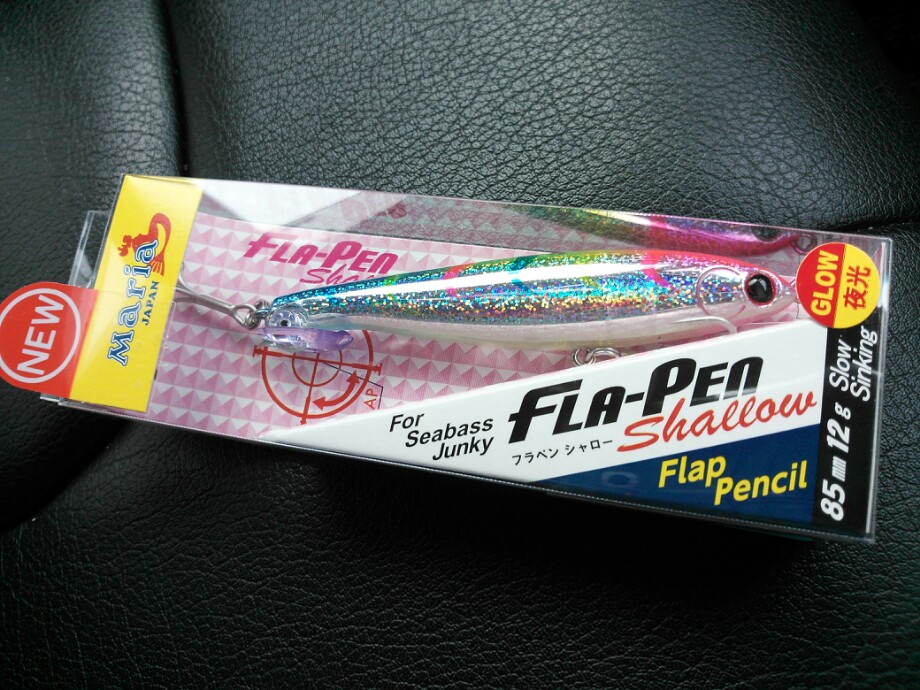 NEW
Maria
JAPAN
FLA-PEN
GLOW
夜光
For
Seabass
Junky
FLA-PEN
Shallow
フラペン シャロー
Flap
Pencil
85mm 12g Slow
Sinking